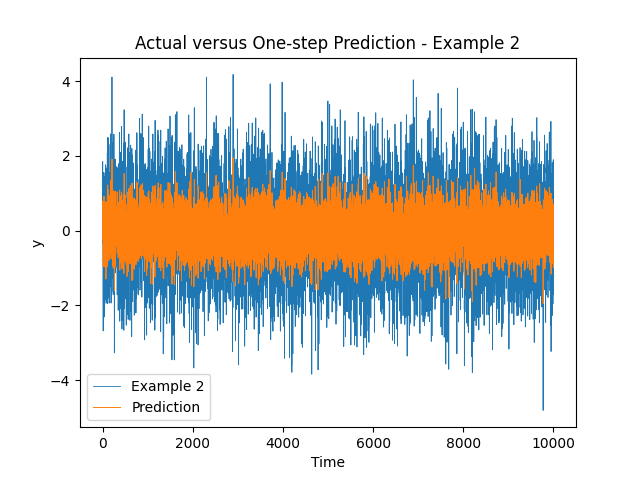 Actual versus One-step Prediction - Example 2
4
2
0
−2
−4
y
Example 2
Prediction
0 2000 4000 6000 8000 10000
Time